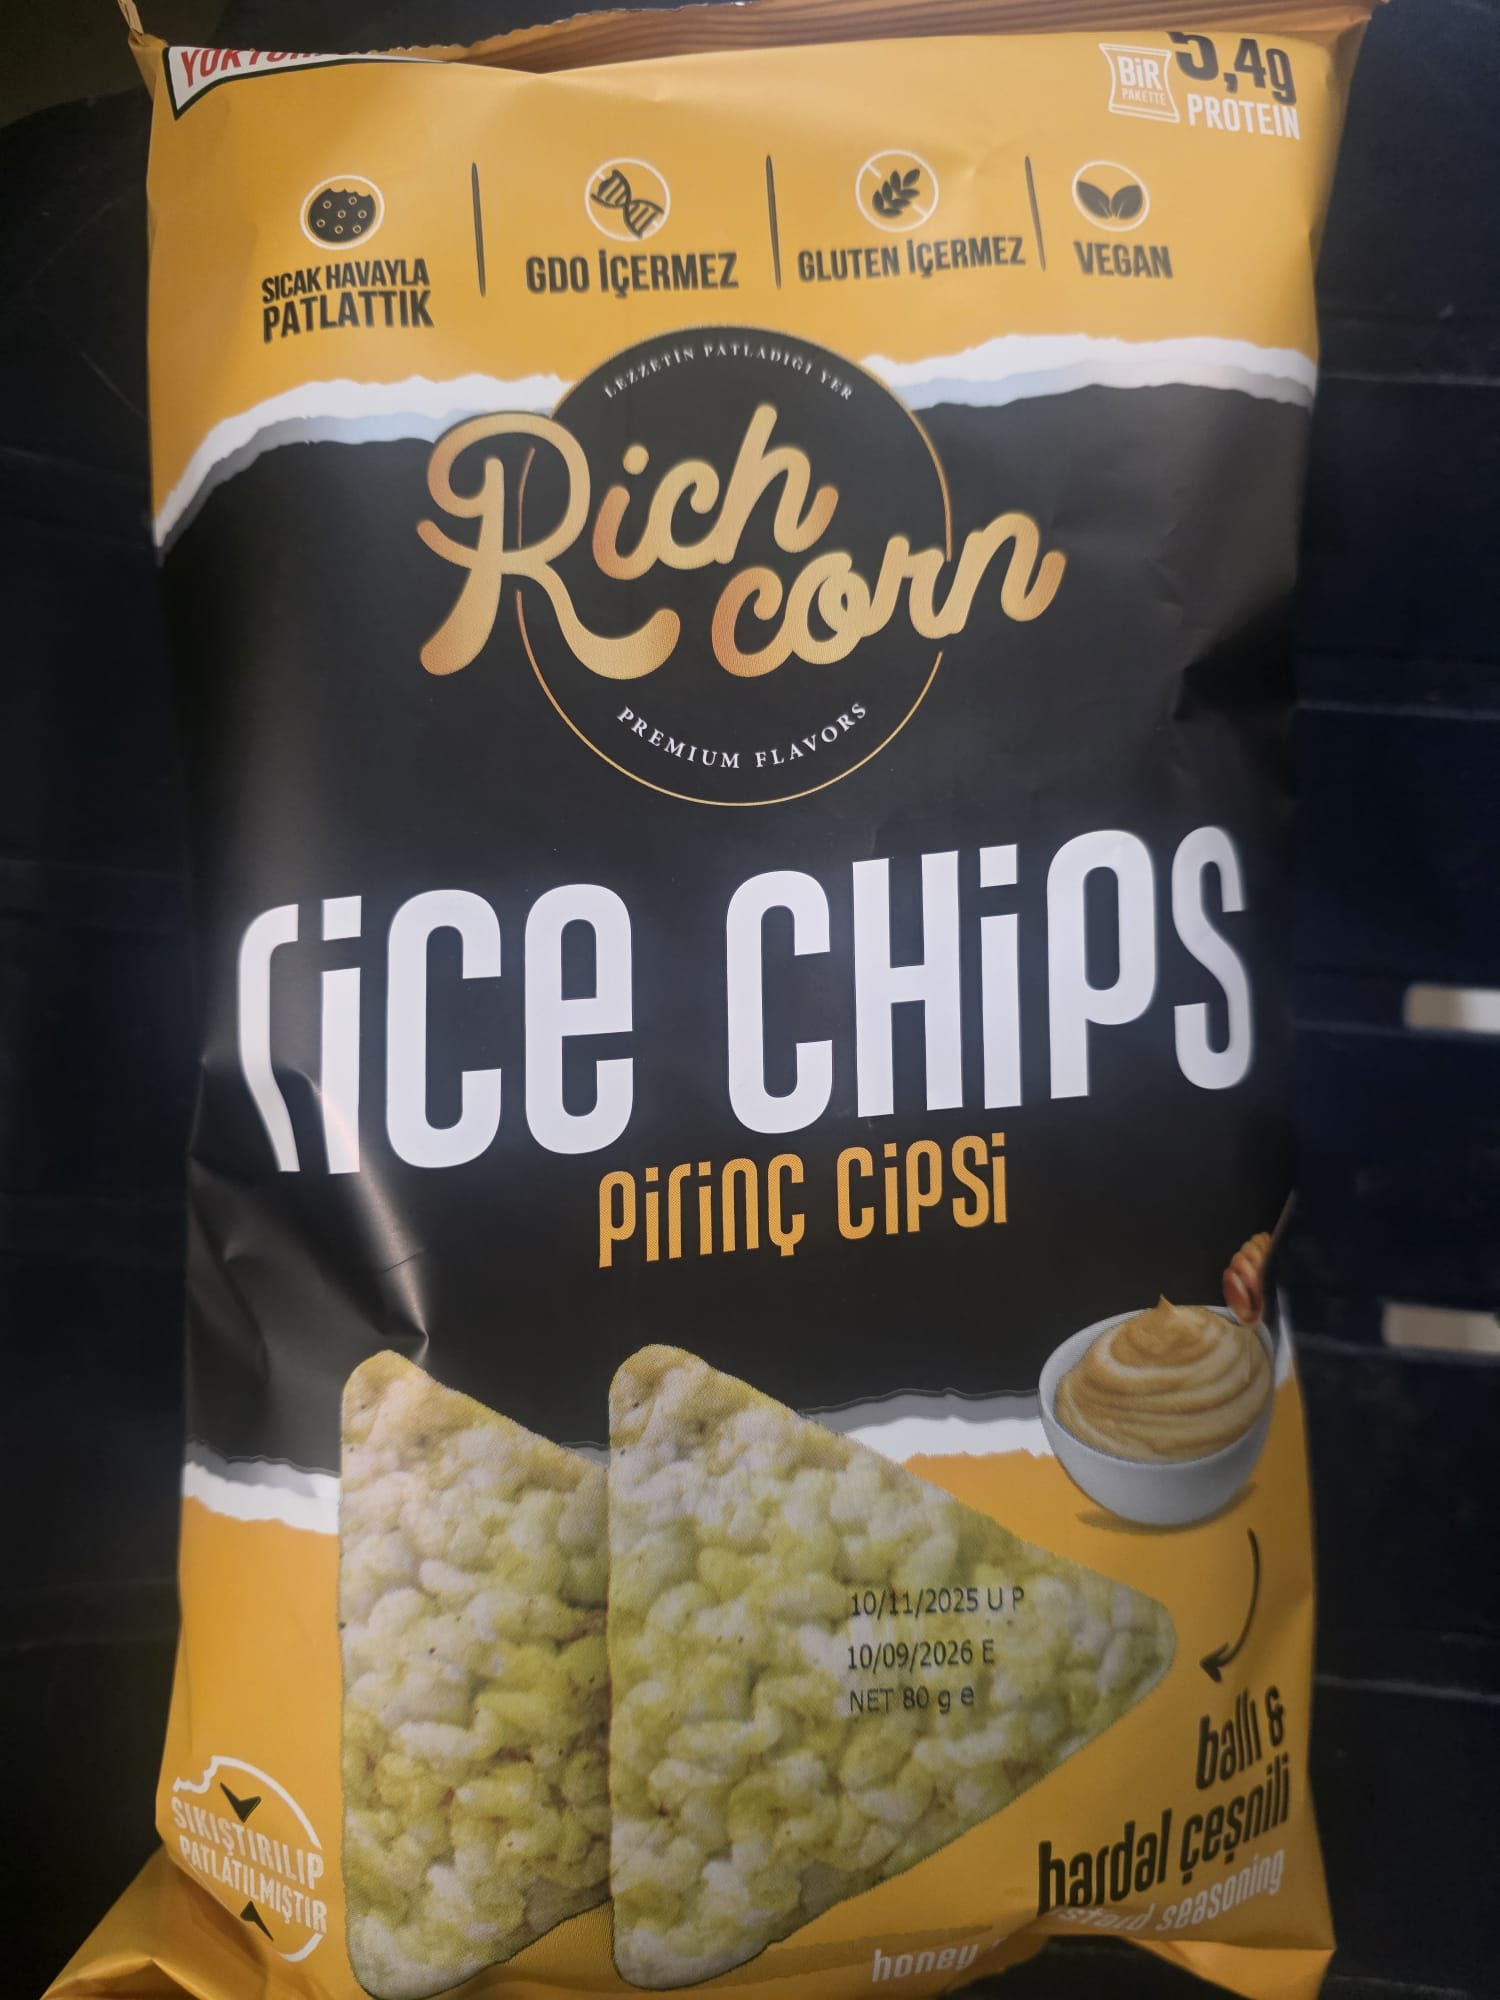 BiR
PAKETTE
5,4g
PROTEIN
SICAK HAVAYLA
PATLATTIK
GDO İÇERMEZ
GLUTEN İÇERMEZ
VEGAN
LEZZETİN PATLADIĞI YER
Rich
corn
PREMIUM FLAVORS
rice CHiPS
PiRiNÇ CiPSi
10/11/2025 U P
10/09/2026 E
NET 80 g e
ballı &
hardal çeşnili
seasoning
honey
SIKIŞTIRILIP
PATLATILMIŞTIR